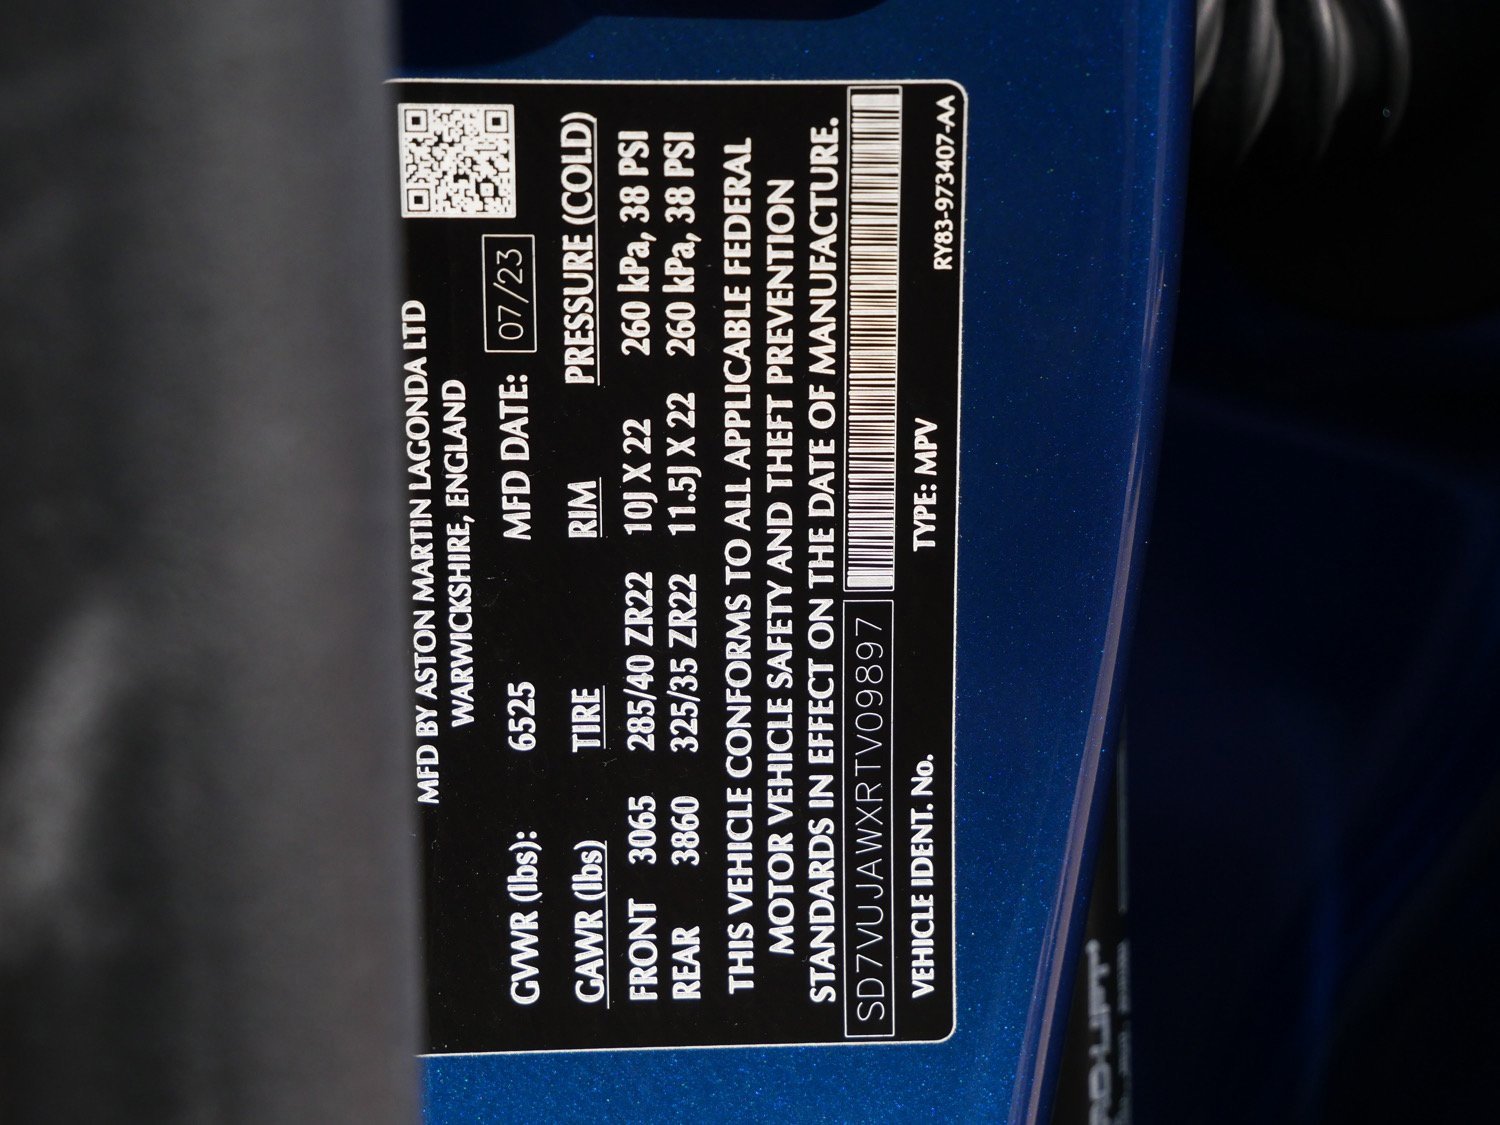 MFD BY ASTON MARTIN LAGONDA LTD
WARWICKSHIRE, ENGLAND
GVWR (lbs): 6525 MFD DATE: 07/23
GAWR (lbs) TIRE RIM PRESSURE (COLD)
FRONT 3065 285/40 ZR22 10J X 22 260 kPa, 38 PSI
REAR 3860 325/35 ZR22 11.5J X 22 260 kPa, 38 PSI
THIS VEHICLE CONFORMS TO ALL APPLICABLE FEDERAL
MOTOR VEHICLE SAFETY AND THEFT PREVENTION
STANDARDS IN EFFECT ON THE DATE OF MANUFACTURE.
SD7VUJAWXRTV09897
VEHICLE IDENT. No. TYPE: MPV RY83-973407-AA